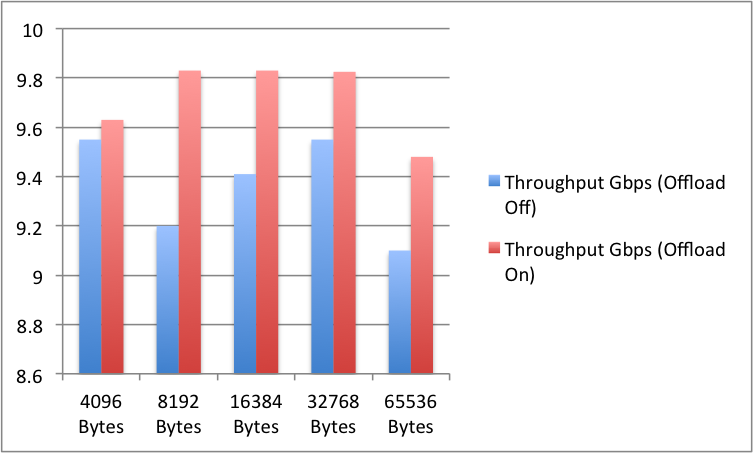 10
9.8
9.6
9.4
9.2
9
8.8
8.6
4096
Bytes
8192
Bytes
16384
Bytes
32768
Bytes
65536
Bytes
Throughput Gbps (Offload
Off)
Throughput Gbps (Offload
On)